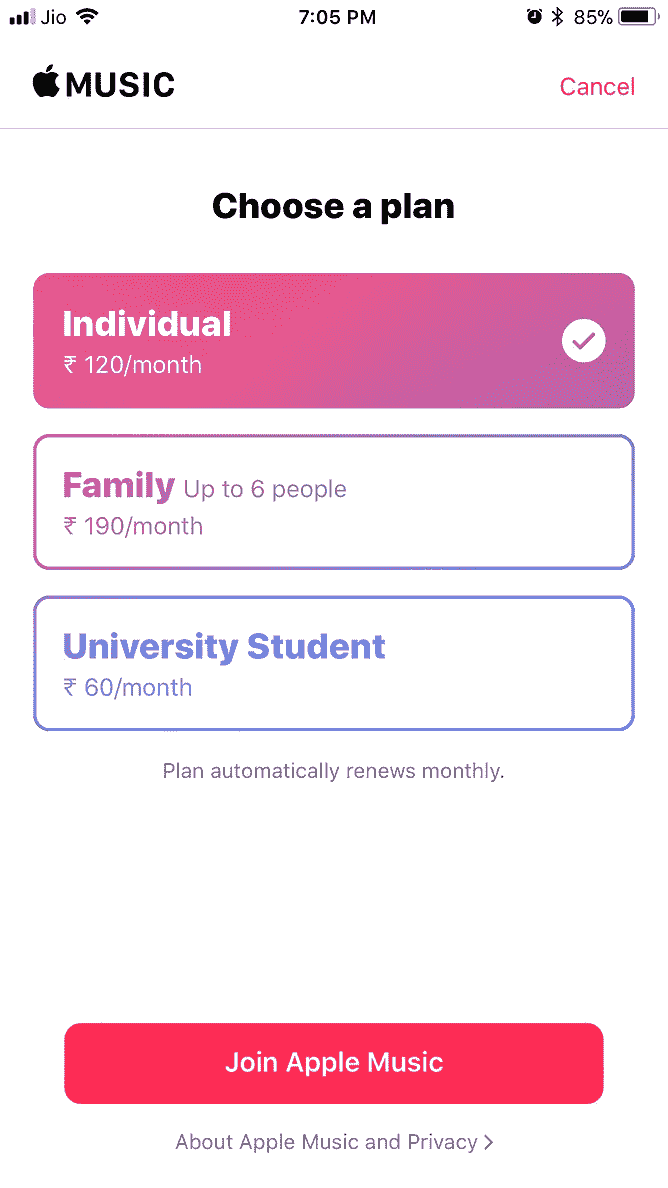 Jio 7:05 PM 85%
MUSIC Cancel
Choose a plan
Individual
₹ 120/month
Family Up to 6 people
₹ 190/month
University Student
₹ 60/month
Plan automatically renews monthly.
Join Apple Music
About Apple Music and Privacy >